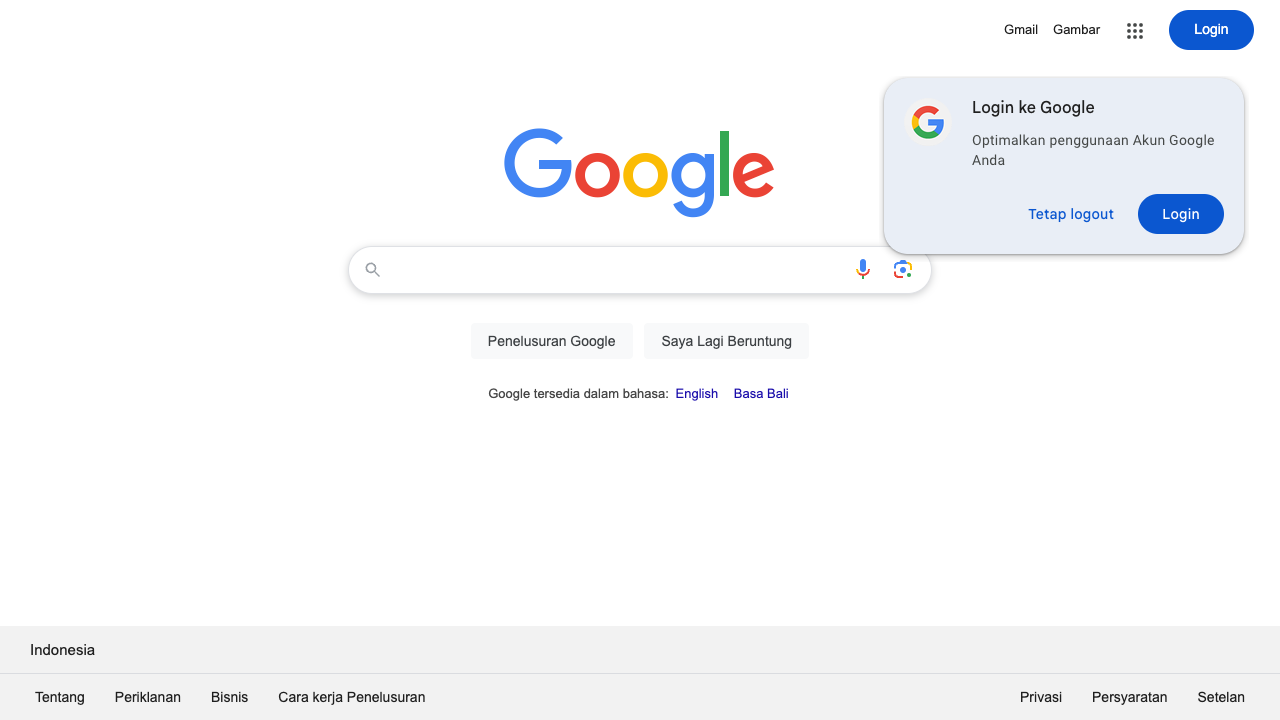 Gmail Gambar Login
Login ke Google
Optimalkan penggunaan Akun Google
Anda
Tetap logout Login
Google
Penelusuran Google Saya Lagi Beruntung
Google tersedia dalam bahasa: English Basa Bali
Indonesia
Tentang Periklanan Bisnis Cara kerja Penelusuran Privasi Persyaratan Setelan